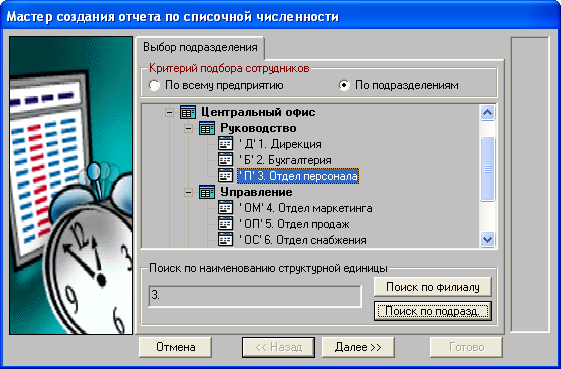 Мастер создания отчета по списочной численности
Выбор подразделения
Критерий подбора сотрудников
По всему предприятию
По подразделениям
Центральный офис
Руководство
' Д' 1. Дирекция
' Б' 2. Бухгалтерия
' П' 3. Отдел персонала
Управление
' ОМ' 4. Отдел маркетинга
' ОП' 5. Отдел продаж
' ОС' 6. Отдел снабжения
Поиск по наименованию структурной единицы
3.
Поиск по филиалу
Поиск по подразд.
Отмена
<< Назад
Далее >>
Готово